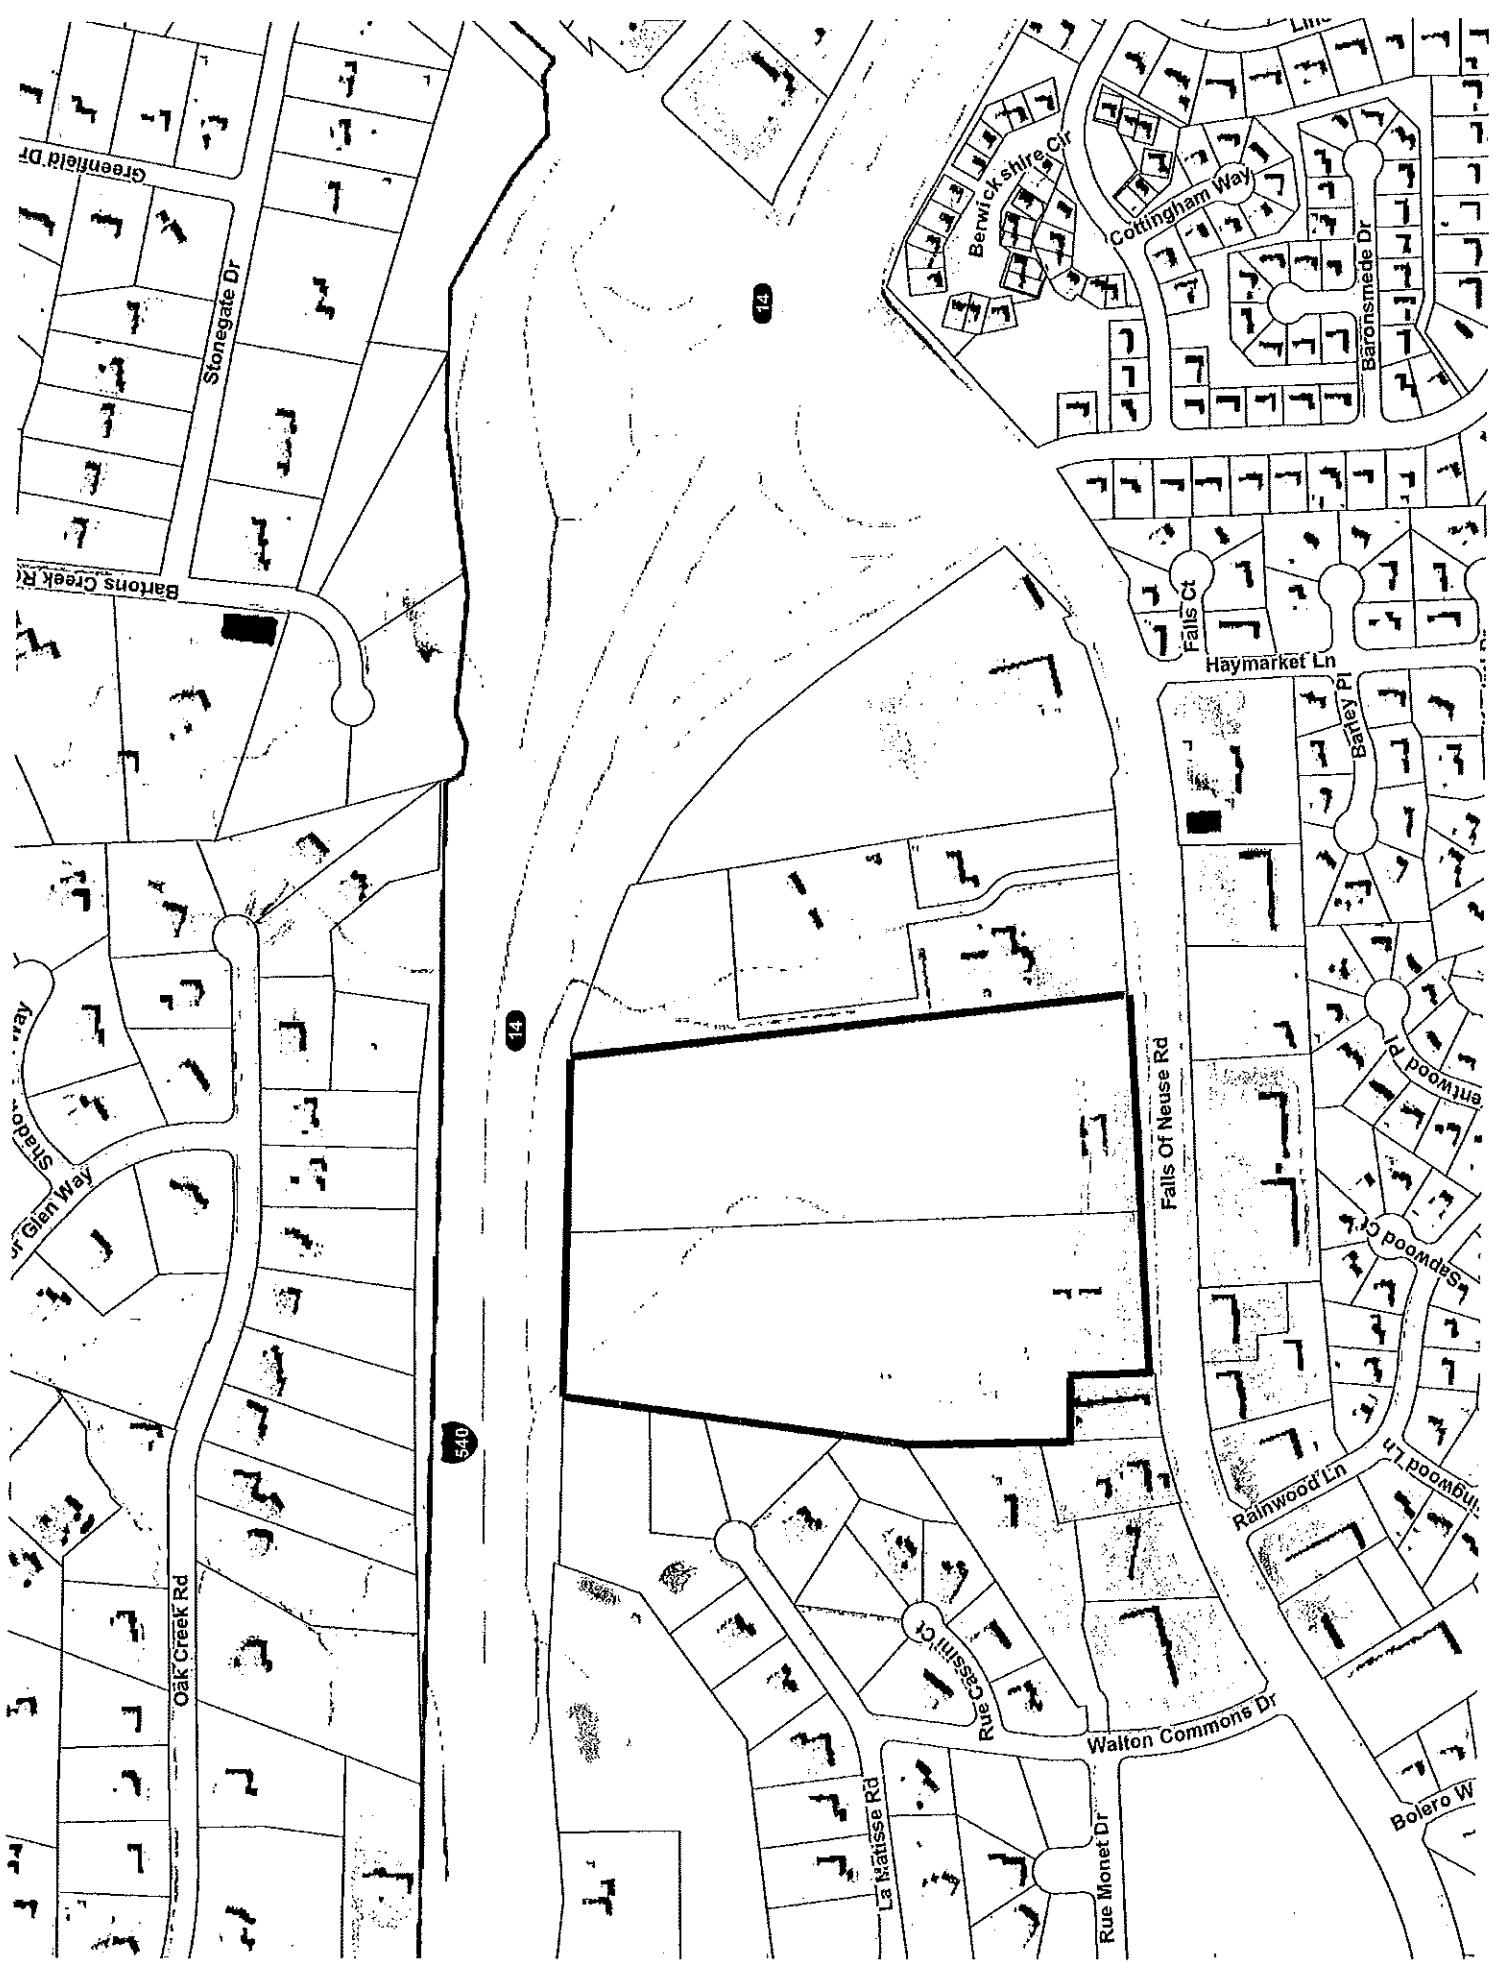 Greenfield Dr
Stonegate Dr
Berwickshire Cir
Cottingham Way
Baronsmede Dr
14
Bartons Creek Rd
Falls Ct
Haymarket Ln
Barley Pl
14
Falls Of Neuse Rd
Glen Way
Sapwood Ct
540
Rainwood Ln
Oak Creek Rd
Rue Cassini Ct
Walton Commons Dr
La Matisse Rd
Rue Monet Dr
Bolero W